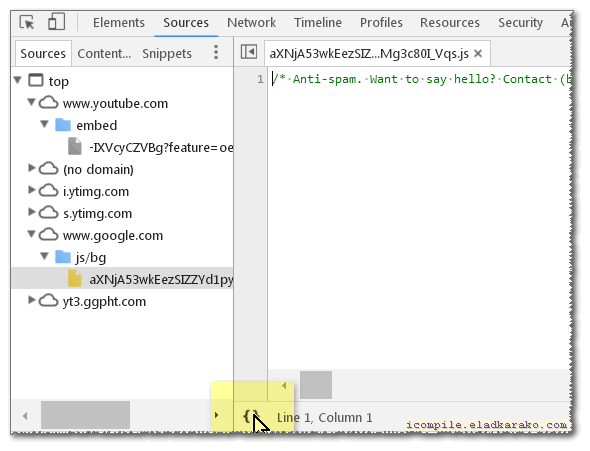 Elements Sources Network Timeline Profiles Resources Security Au
Sources Content... Snippets
aXNjA53wkEezSIZ...Mg3c80I_Vqs.js ×
top
www.youtube.com
embed
-IXVcyCZVBg?feature=oe
(no domain)
i.ytimg.com
s.ytimg.com
www.google.com
js/bg
aXNjA53wkEezSIZZYd1py
yt3.ggpht.com
1 /* Anti-spam. Want to say hello? Contact (b
{} Line 1, Column 1
icompile.eladkarako.com